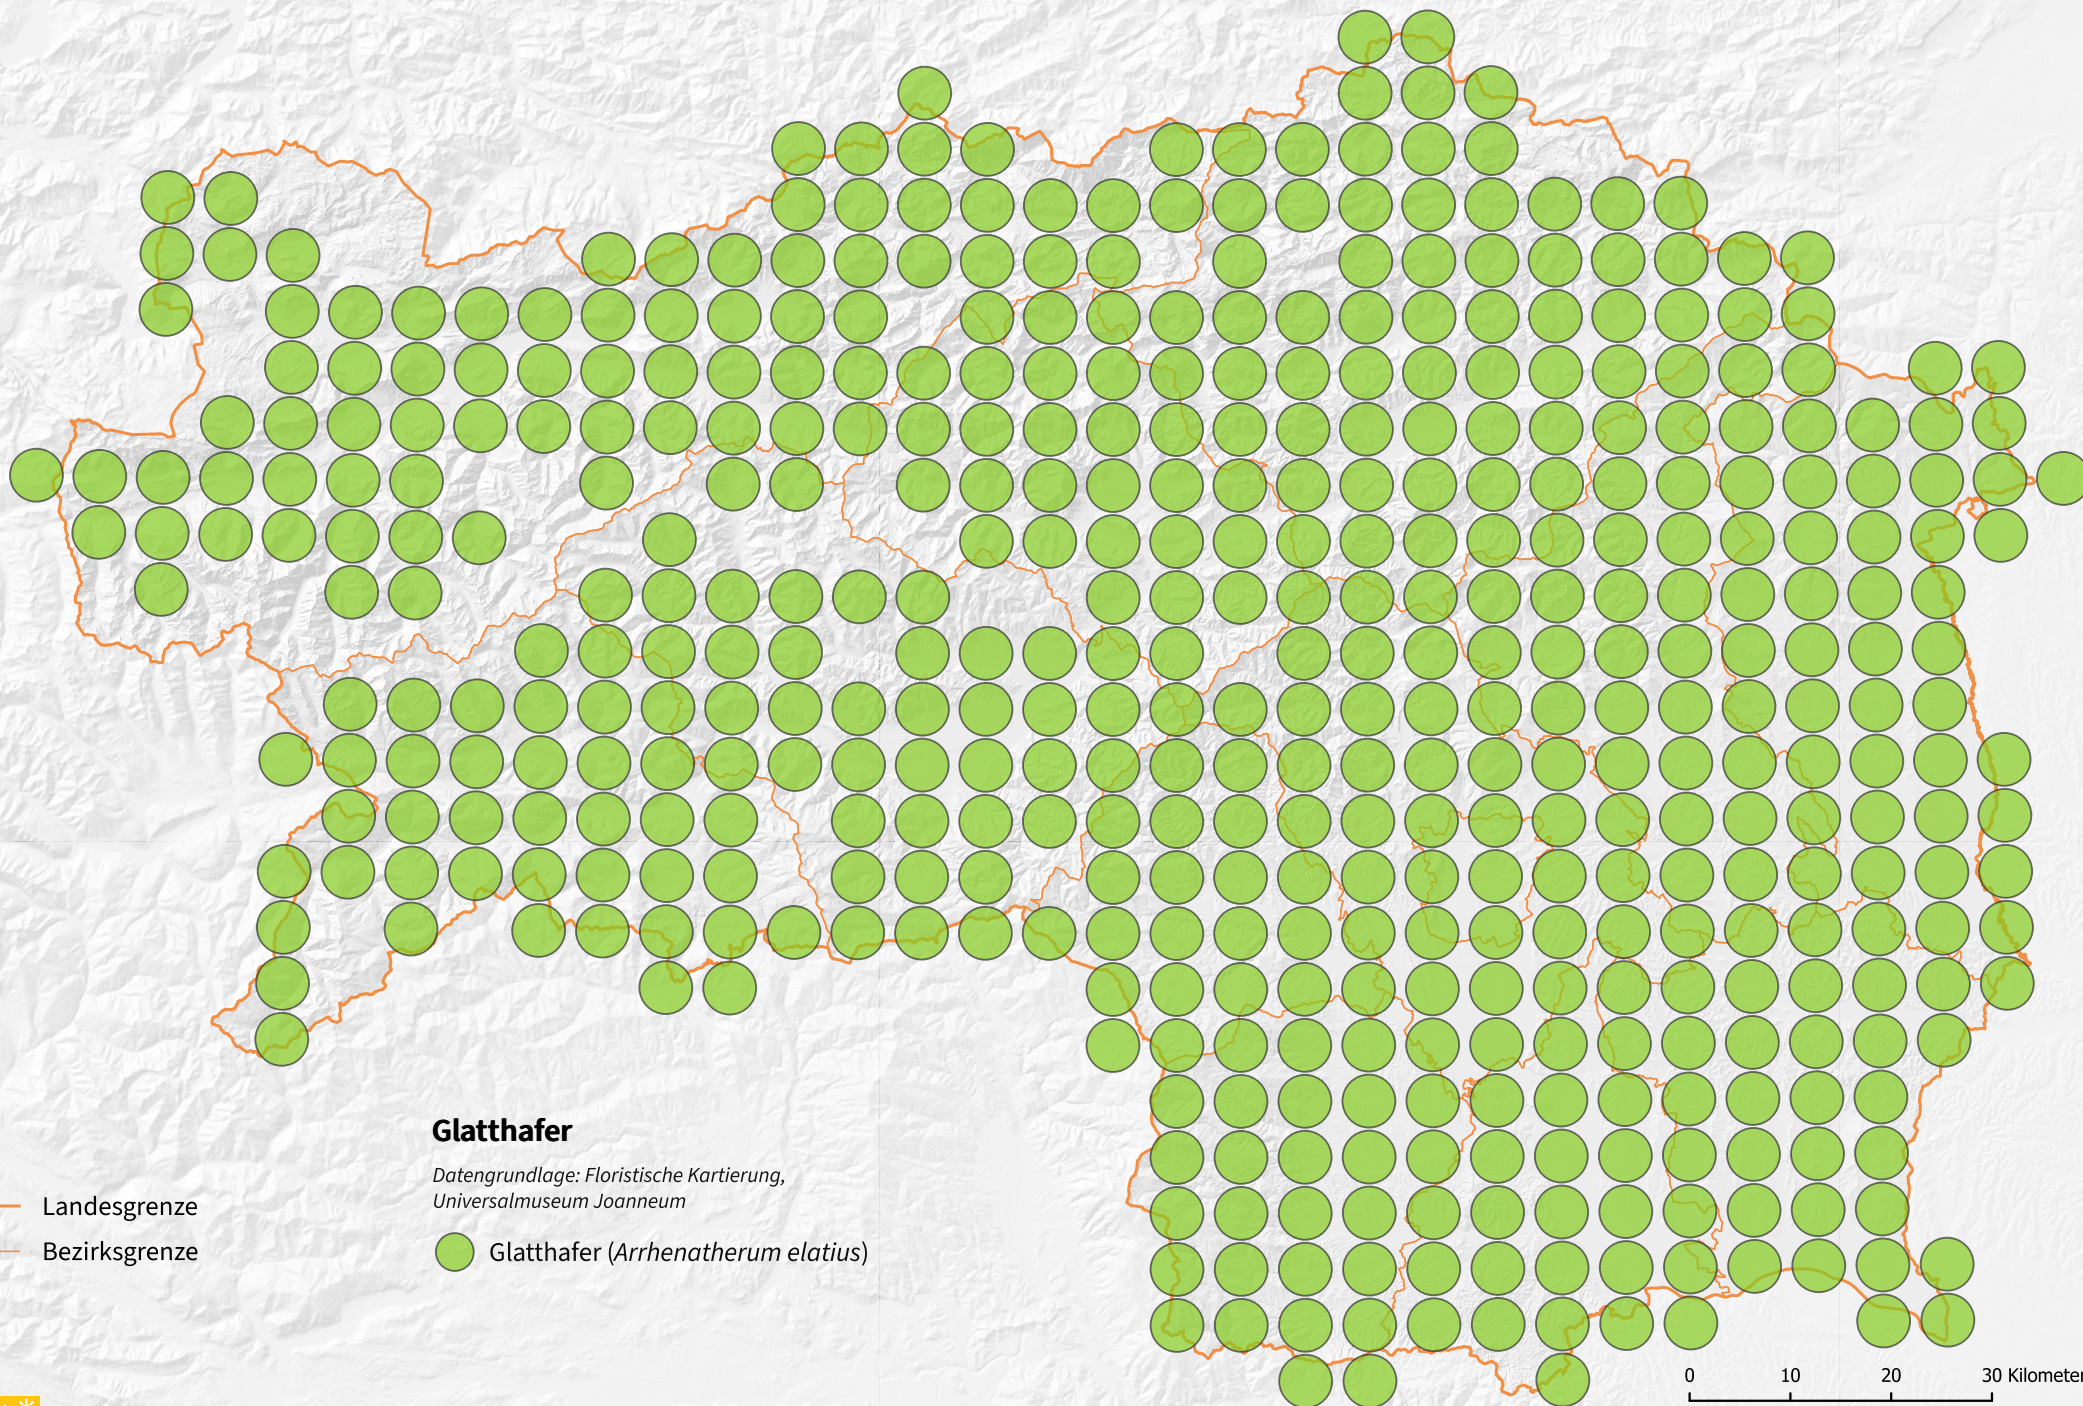 Glatthafer
Datengrundlage: Floristische Kartierung,
Universalmuseum Joanneum
Landesgrenze
Bezirksgrenze
Glatthafer (Arrhenatherum elatius)
0 10 20 30 Kilometer